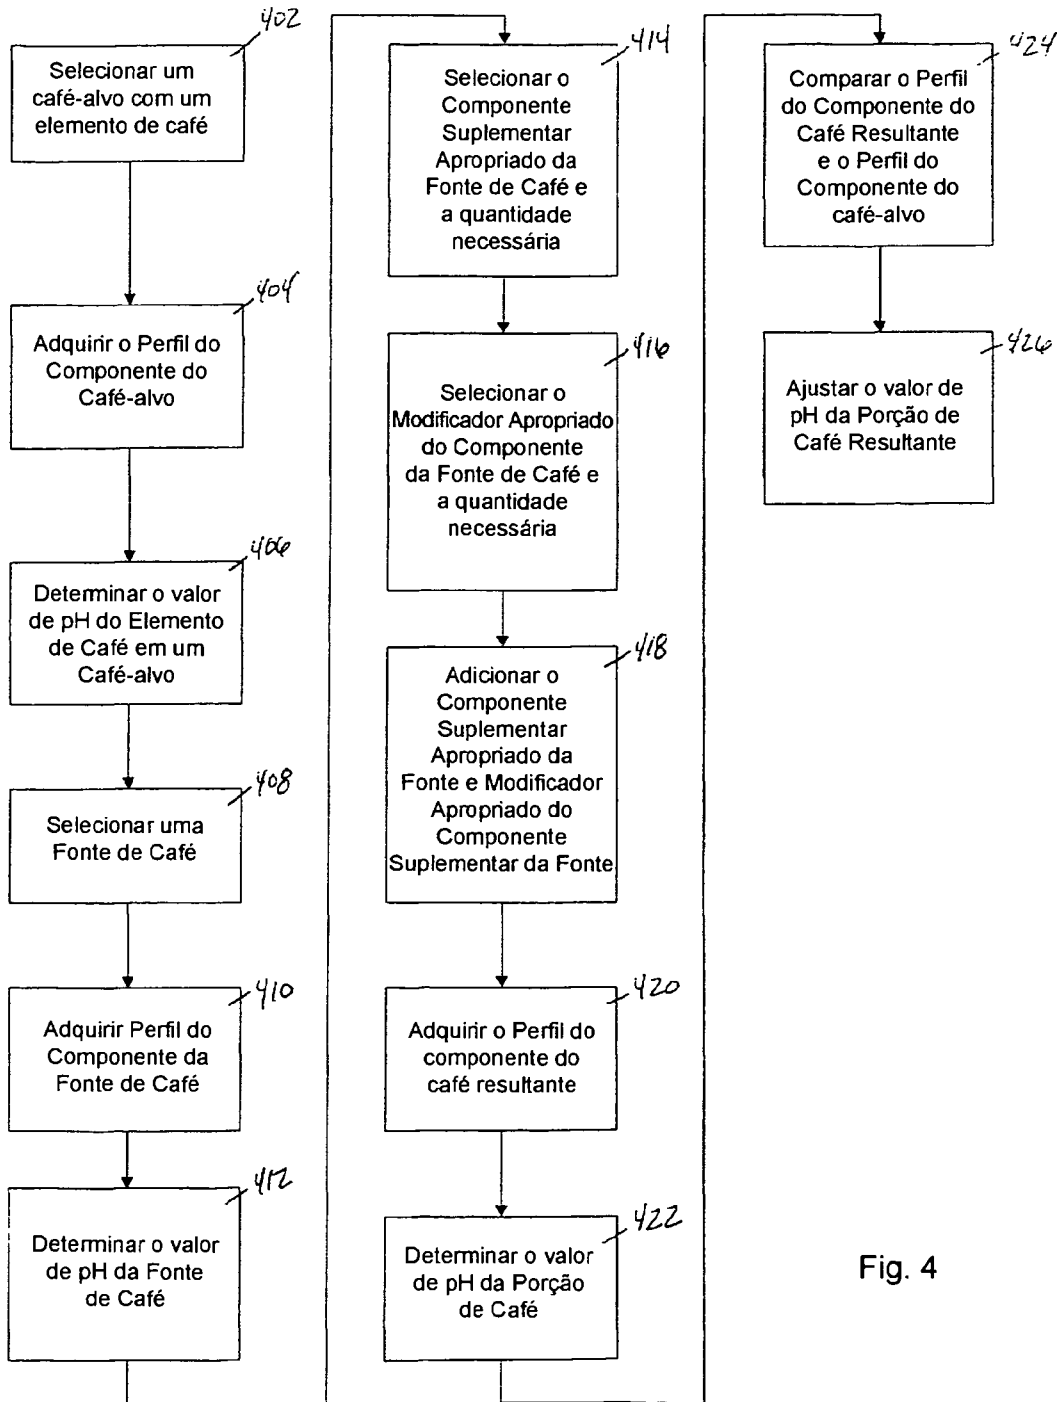 402
Selecionar um
café-alvo com um
elemento de café
404
Adquirir o Perfil do
Componente do
Café-alvo
406
Determinar o valor
de pH do Elemento
de Café em um
Café-alvo
408
Selecionar uma
Fonte de Café
410
Adquirir Perfil do
Componente da
Fonte de Café
412
Determinar o valor
de pH da Fonte
de Café
414
Selecionar o
Componente
Suplementar
Apropriado da
Fonte de Café e
a quantidade
necessária
416
Selecionar o
Modificador Apropriado
do Componente
da Fonte de Café e
a quantidade
necessária
418
Adicionar o
Componente
Suplementar
Apropriado da
Fonte e Modificador
Apropriado do
Componente
Suplementar da Fonte
420
Adquirir o Perfil do
componente do
café resultante
422
Determinar o valor
de pH da Porção
de Café
424
Comparar o Perfil
do Componente do
Café Resultante
e o Perfil do
Componente do
café-alvo
426
Ajustar o valor de
pH da Porção de
Café Resultante
Fig. 4